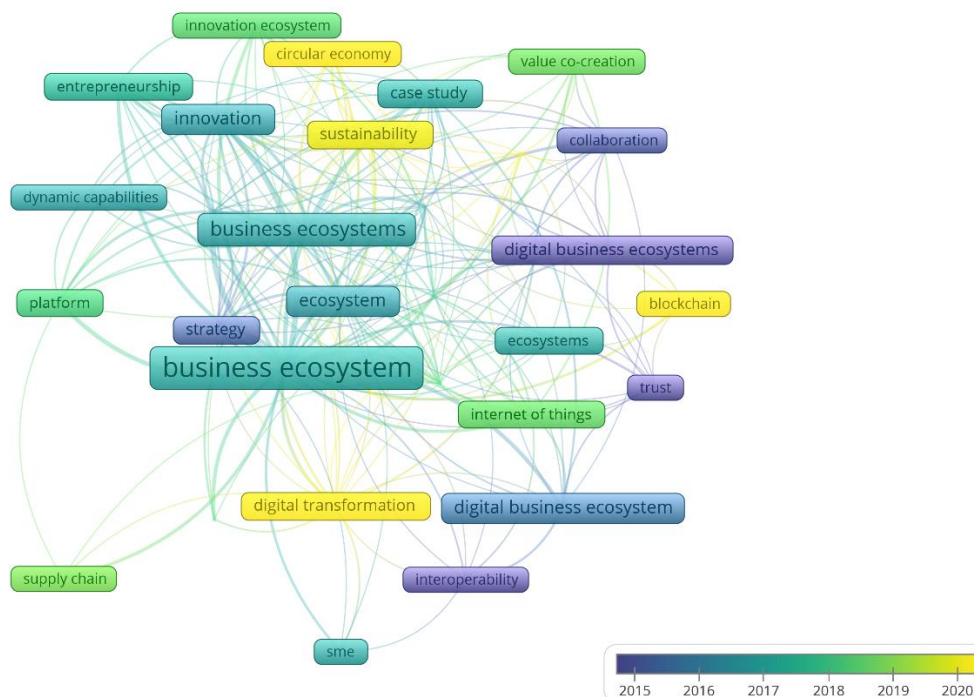 innovation ecosystem
circular economy
value co-creation
entrepreneurship
case study
innovation
sustainability
collaboration
dynamic capabilities
business ecosystems
digital business ecosystems
platform
ecosystem
blockchain
strategy
ecosystems
business ecosystem
trust
internet of things
digital transformation
digital business ecosystem
supply chain
interoperability
sme
2015 2016 2017 2018 2019 2020